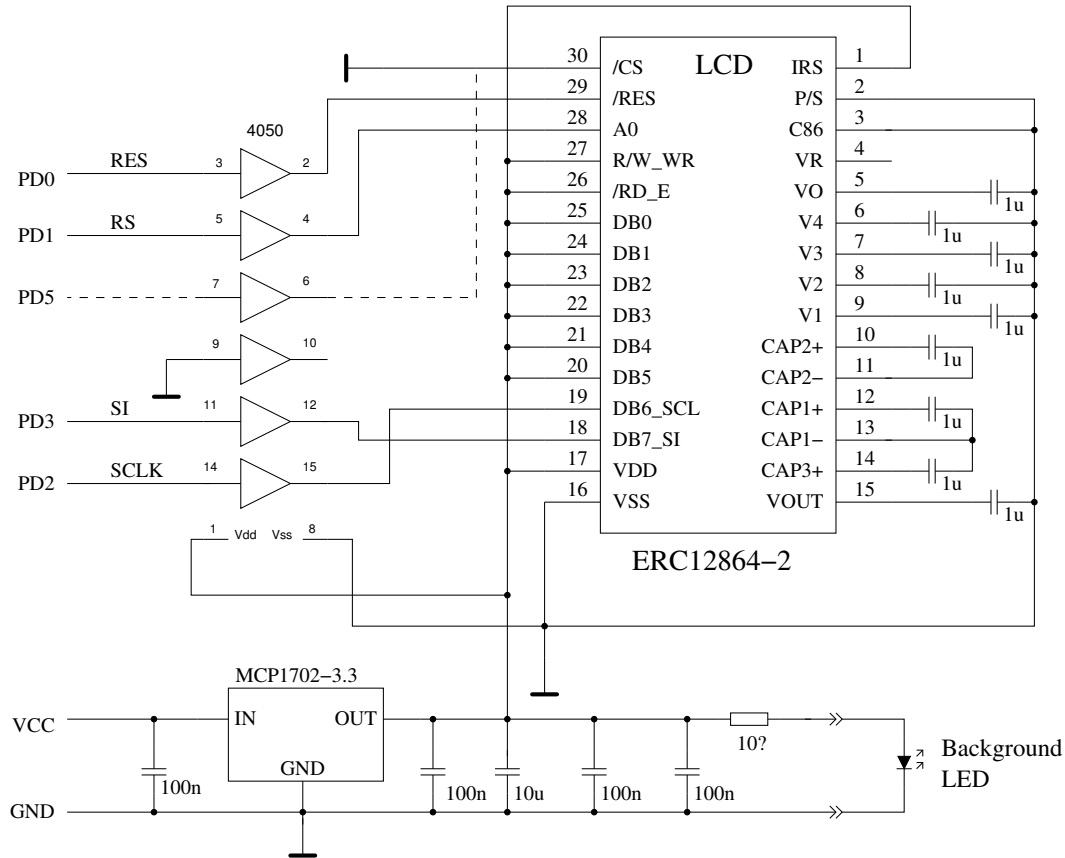 LCD
30 /CS IRS 1
29 /RES P/S 2
28 A0 C86 3
27 R/W_WR VR 4
26 /RD_E VO 5
1u
25 DB0 V4 6
1u
24 DB1 V3 7
1u
23 DB2 V2 8
1u
22 DB3 V1 9
1u
21 DB4 CAP2+ 10
1u
20 DB5 CAP2− 11
19 DB6_SCL CAP1+ 12
1u
18 DB7_SI CAP1− 13
17 VDD CAP3+ 14
1u
16 VSS VOUT 15
1u
ERC12864−2
4050
PD0 RES 3 2
PD1 RS 5 4
PD5 7 6
9 10
PD3 SI 11 12
PD2 SCLK 14 15
1 Vdd Vss 8
MCP1702−3.3
VCC IN OUT
10?
GND
100n 100n 10u 100n 100n
GND
Background
LED